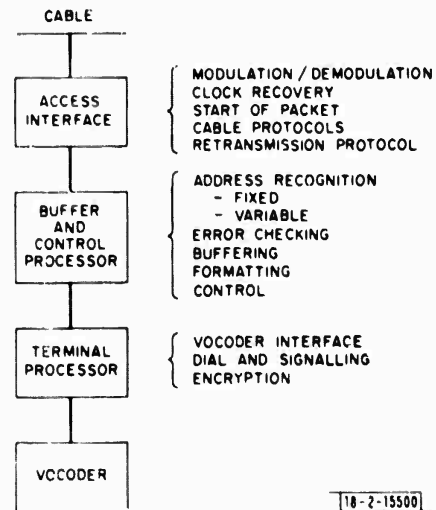 CABLE
ACCESS
INTERFACE
MODULATION / DEMODULATION
CLOCK RECOVERY
START OF PACKET
CABLE PROTOCOLS
RETRANSMISSION PROTOCOL
BUFFER
AND
CONTROL
PROCESSOR
ADDRESS RECOGNITION
- FIXED
- VARIABLE
ERROR CHECKING
BUFFERING
FORMATTING
CONTROL
TERMINAL
PROCESSOR
VOCODER INTERFACE
DIAL AND SIGNALLING
ENCRYPTION
VOCODER
18-2-15500